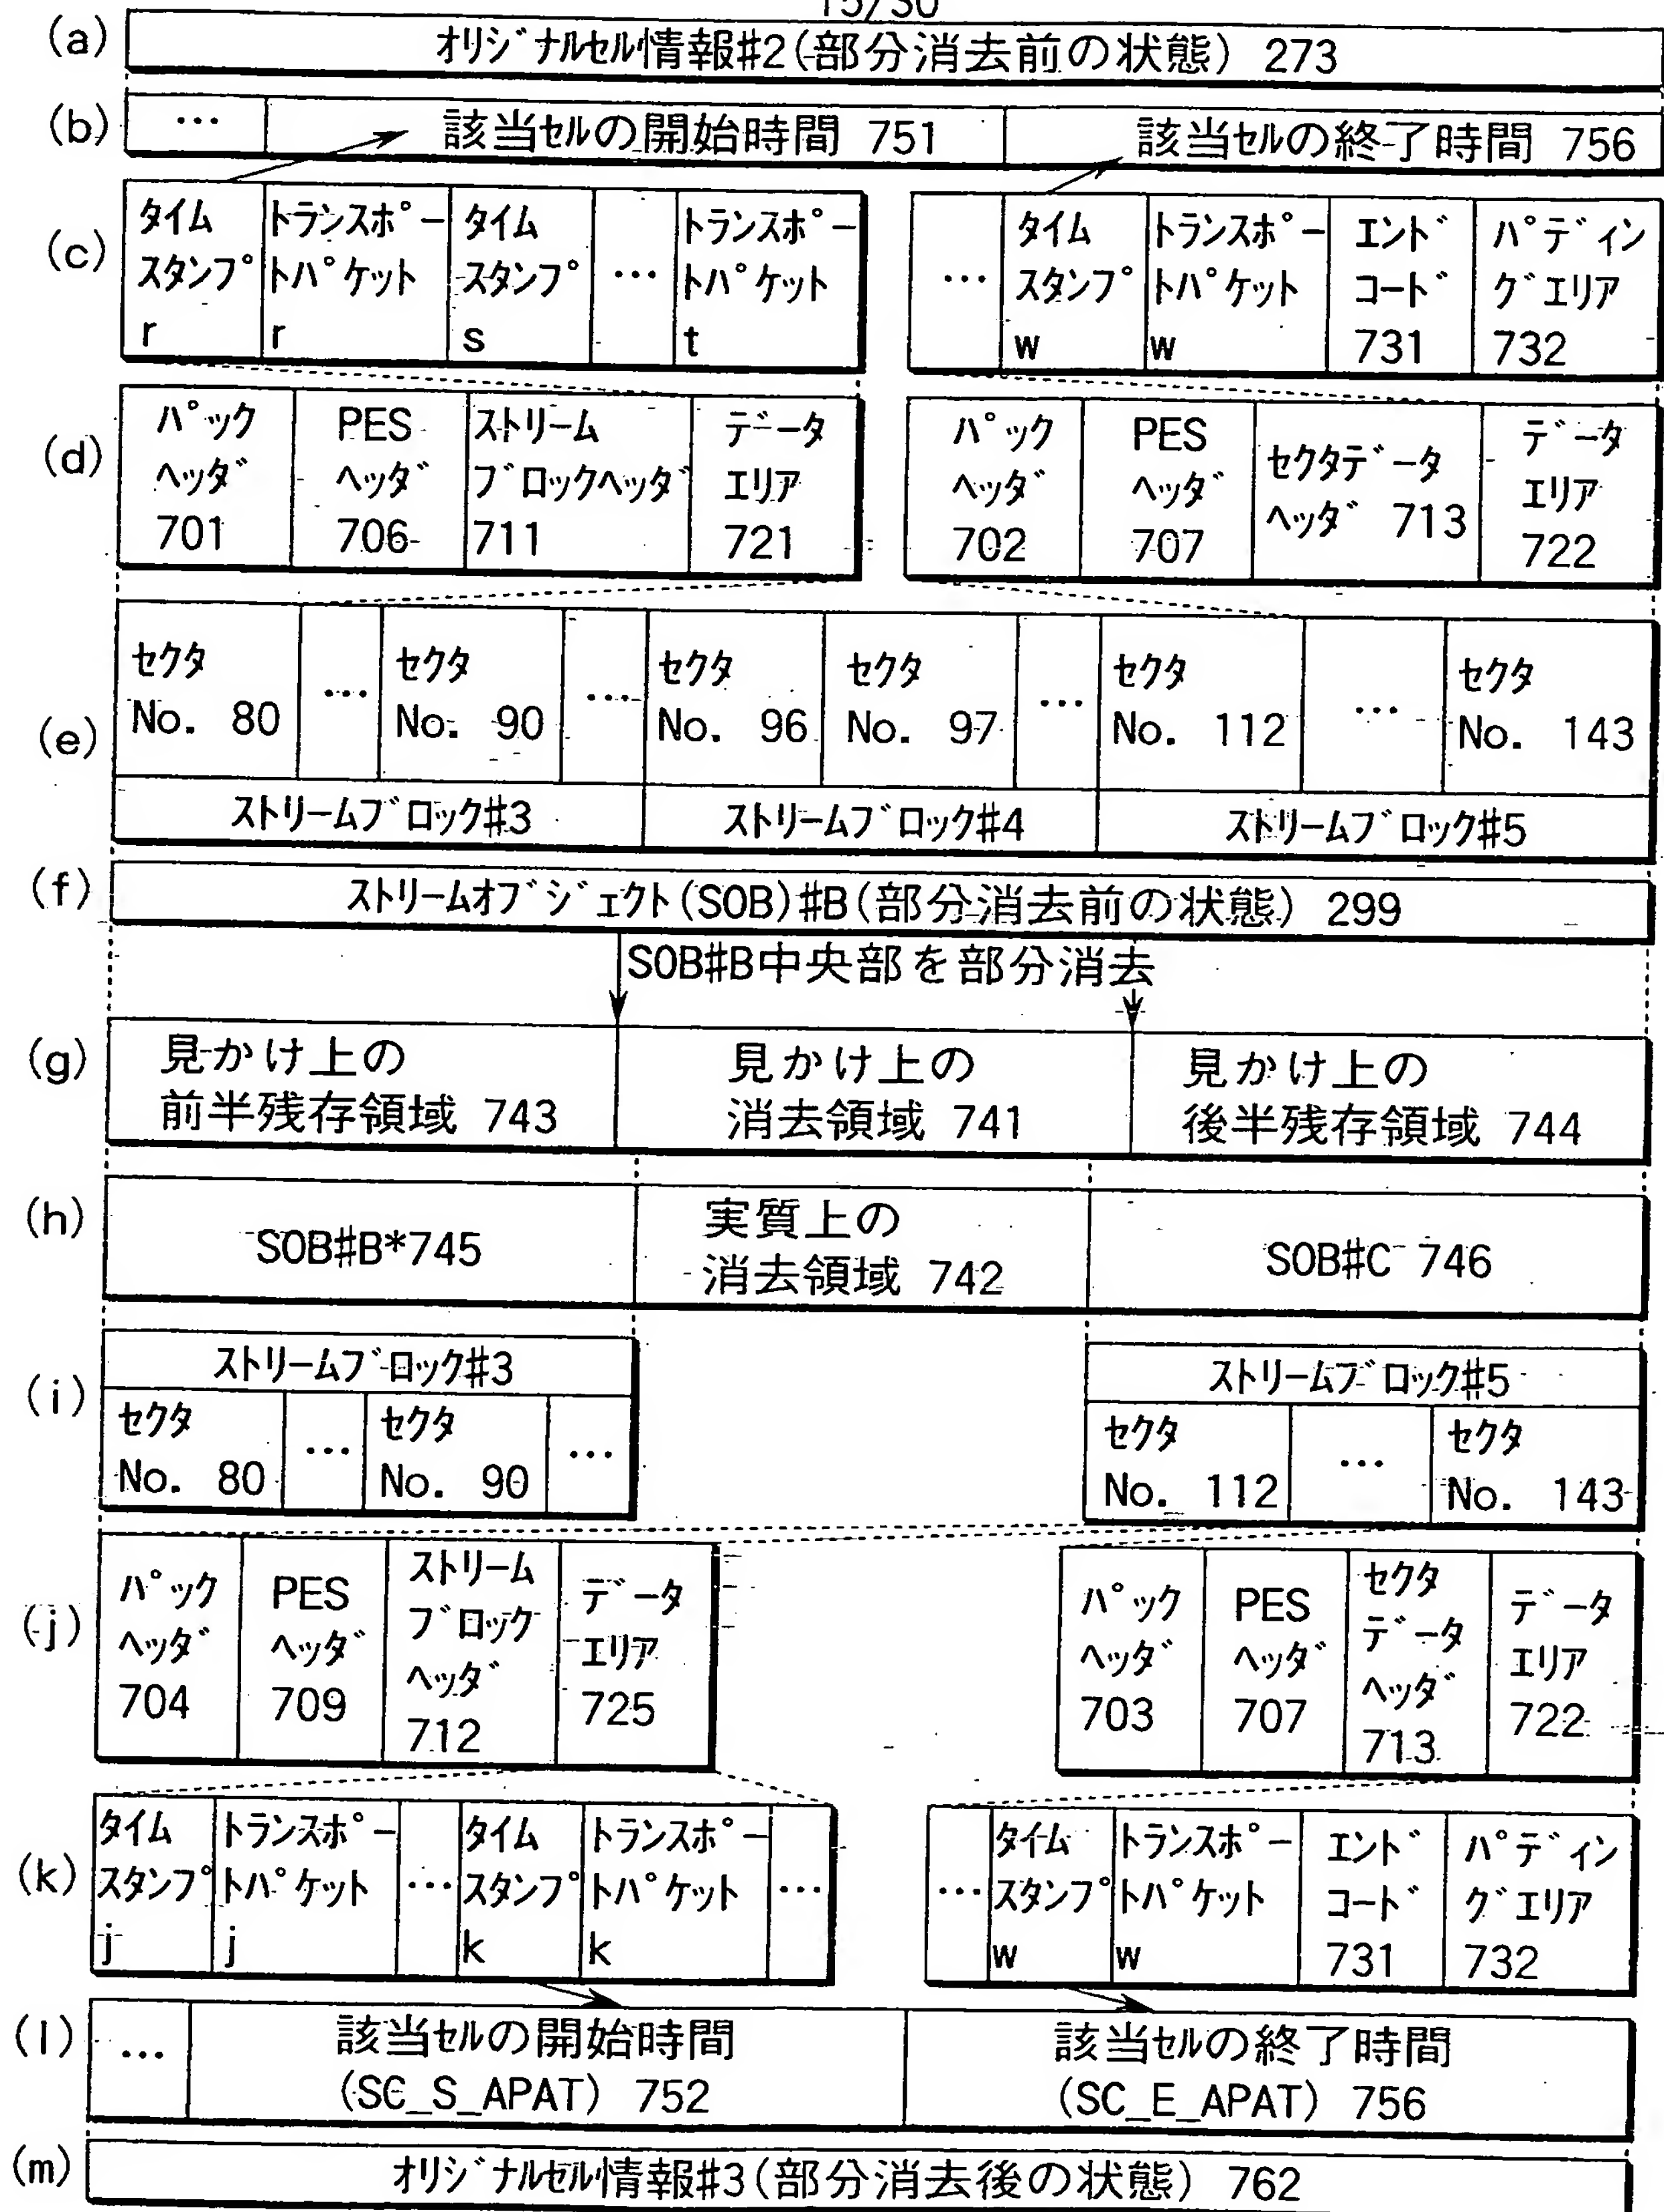 15/30
(a) オリジナルセル情報#2(部分消去前の状態) 273
(b) … 該当セルの開始時間 751 該当セルの終了時間 756
(c)
タイム
スタンプ
r
トランスポー
トパケット
r
タイム
スタンプ
s
…
トランスポー
トパケット
t
…
タイム
スタンプ
w
トランスポー
トパケット
w
エンド
コード
731
パディン
グエリア
732
(d)
パック
ヘッダ
701
PES
ヘッダ
706
ストリーム
ブロックヘッダ
711
データ
エリア
721
パック
ヘッダ
702
PES
ヘッダ
707
セクタデータ
ヘッダ 713
データ
エリア
722
(e)
セクタ
No. 80
…
セクタ
No. 90
…
セクタ
No. 96
セクタ
No. 97
…
セクタ
No. 112
…
セクタ
No. 143
ストリームブロック#3 ストリームブロック#4 ストリームブロック#5
(f) ストリームオブジェクト(SOB)#B(部分消去前の状態) 299
SOB#B中央部を部分消去
(g)
見かけ上の
前半残存領域 743
見かけ上の
消去領域 741
見かけ上の
後半残存領域 744
(h)
SOB#B*745
実質上の
消去領域 742
SOB#C 746
(i)
ストリームブロック#3
セクタ
No. 80
…
セクタ
No. 90
…
ストリームブロック#5
セクタ
No. 112
…
セクタ
No. 143
(j)
パック
ヘッダ
704
PES
ヘッダ
709
ストリーム
ブロック
ヘッダ
712
データ
エリア
725
パック
ヘッダ
703
PES
ヘッダ
707
セクタ
データ
ヘッダ
713
データ
エリア
722
(k)
タイム
スタンプ
j
トランスポー
トパケット
j
…
タイム
スタンプ
k
トランスポー
トパケット
k
…
…
タイム
スタンプ
w
トランスポー
トパケット
w
エンド
コード
731
パディン
グエリア
732
(l)
…
該当セルの開始時間
(SC_S_APAT) 752
該当セルの終了時間
(SC_E_APAT) 756
(m) オリジナルセル情報#3(部分消去後の状態) 762